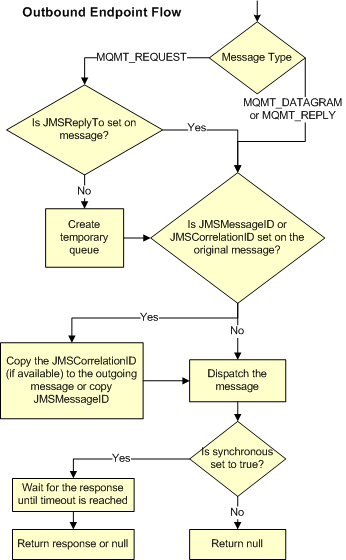 Outbound Endpoint Flow
MQMT_REQUEST
Message Type
MQMT_DATAGRAM
or MQMT_REPLY
Is JMSReplyTo set on
message?
Yes
No
Create
temporary
queue
Is JMSMessageID or
JMSCorrelationID set on the
original message?
Yes
No
Copy the JMSCorrelationID
(if available) to the outgoing
message or copy
JMSMessageID
Dispatch the
message
Is synchronous
set to true?
Yes
Wait for the response
until timeout is reached
No
Return response or null
Return null